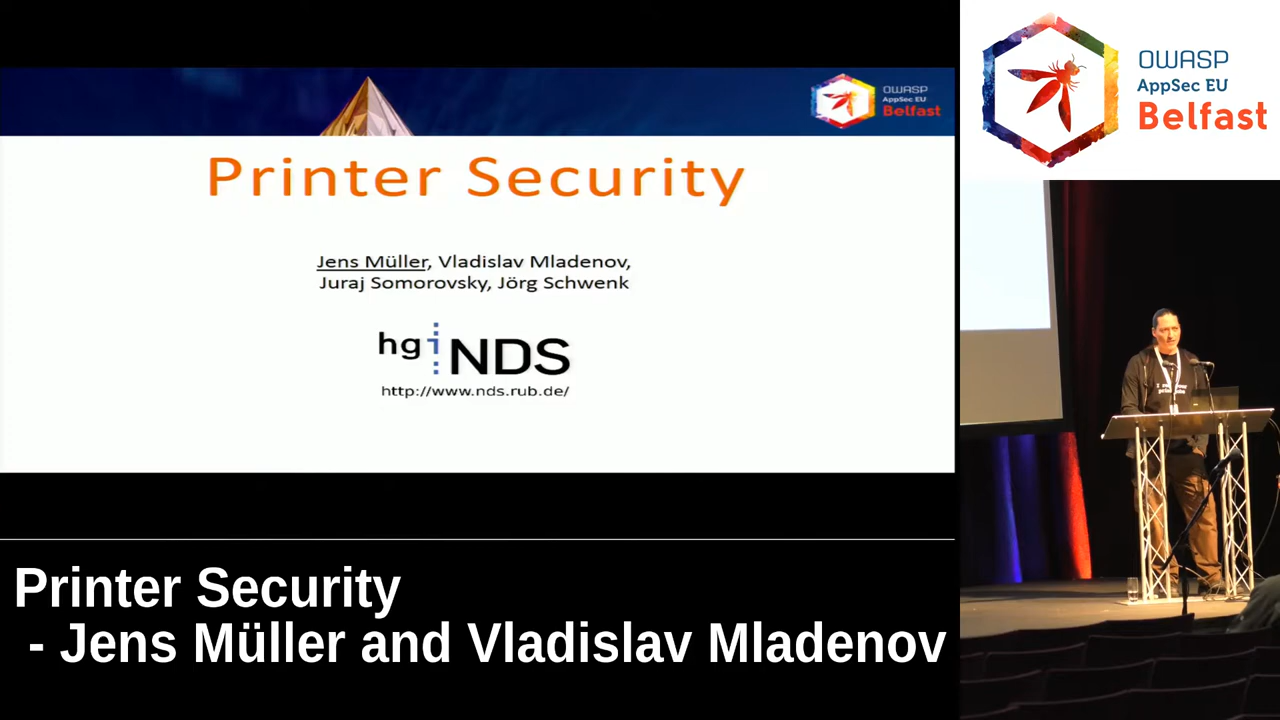 OWASP
AppSec EU
Belfast
Printer Security
Jens Müller, Vladislav Mladenov,
Juraj Somorovsky, Jörg Schwenk
hgi NDS
http://www.nds.rub.de/
Printer Security
- Jens Müller and Vladislav Mladenov
OWASP
AppSec EU
Belfast